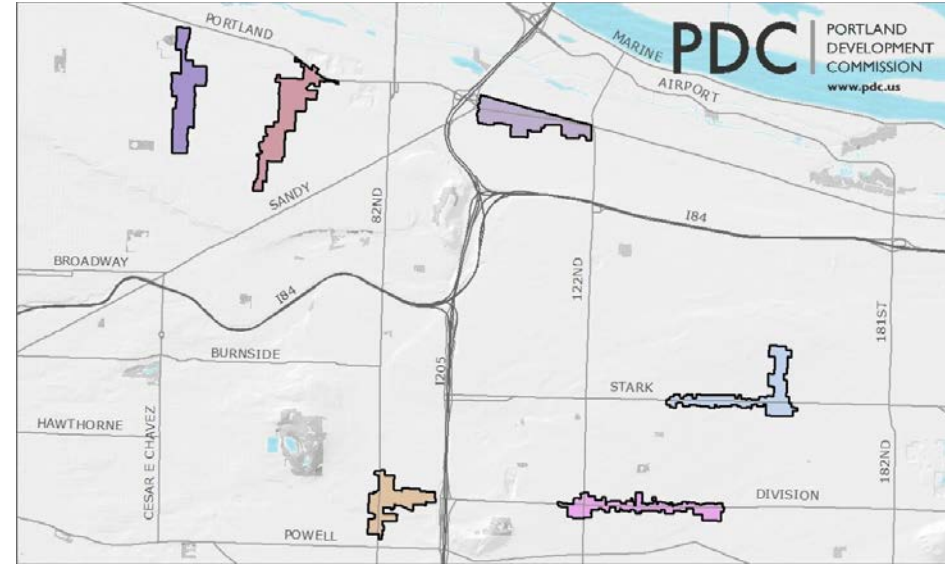 PORTLAND
MARINE
PDC
PORTLAND
DEVELOPMENT
COMMISSION
www.pdc.us
AIRPORT
SANDY
82ND
I84
BROADWAY
I84
122ND
181ST
BURNSIDE
I205
STARK
HAWTHORNE
CESAR E CHAVEZ
182ND
DIVISION
POWELL